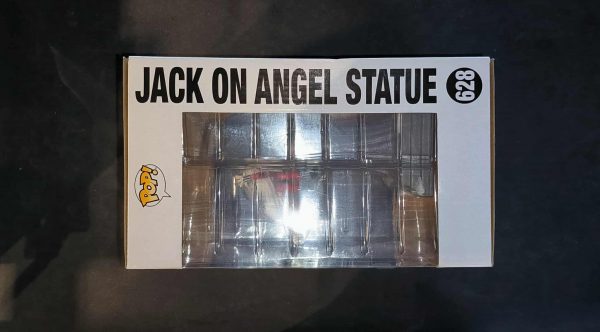 JACK ON ANGEL STATUE 628
POP!